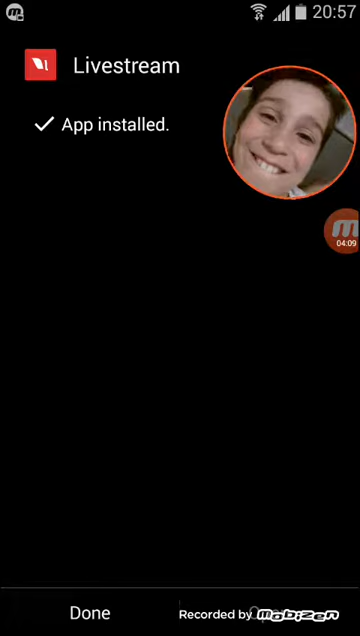 20:57
Livestream
App installed.
04:09
Done
Recorded by mobizen